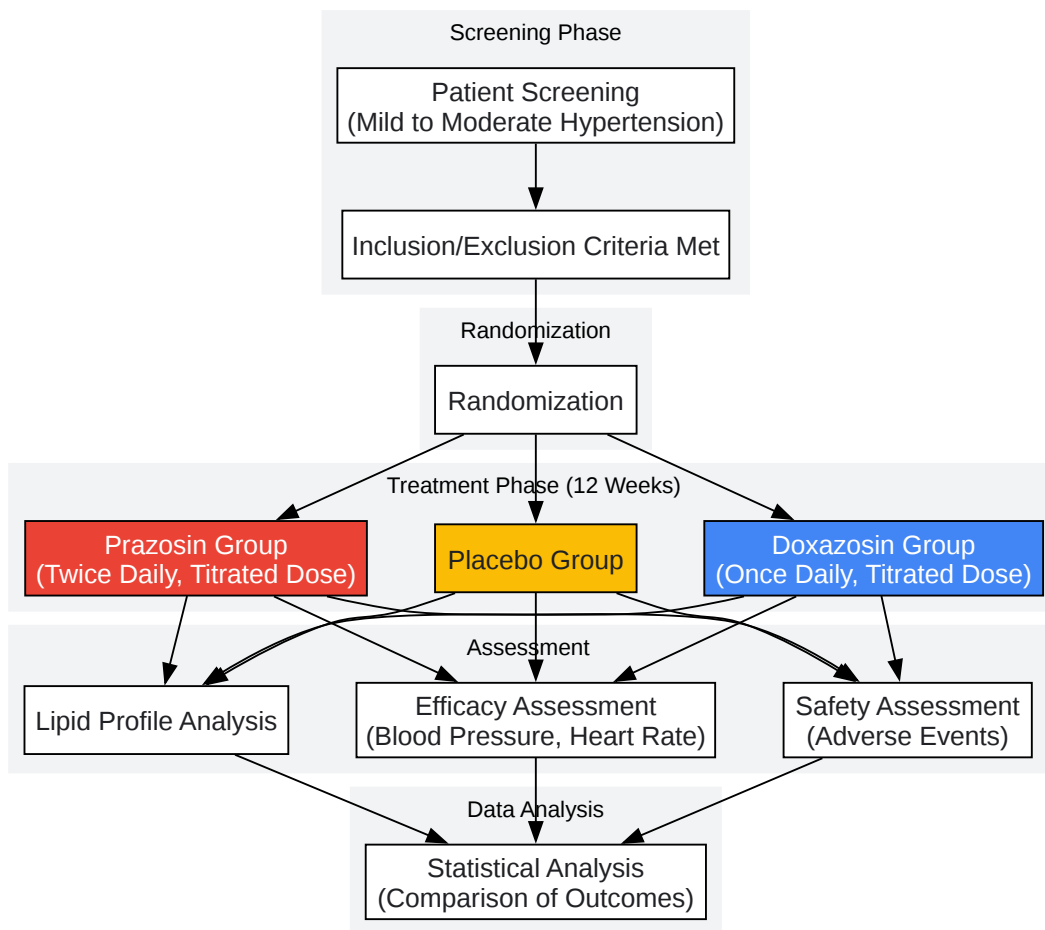 Screening Phase
Patient Screening
(Mild to Moderate Hypertension)
Inclusion/Exclusion Criteria Met
Randomization
Randomization
Treatment Phase (12 Weeks)
Prazosin Group
(Twice Daily, Titrated Dose)
Placebo Group
Doxazosin Group
(Once Daily, Titrated Dose)
Assessment
Lipid Profile Analysis
Efficacy Assessment
(Blood Pressure, Heart Rate)
Safety Assessment
(Adverse Events)
Data Analysis
Statistical Analysis
(Comparison of Outcomes)